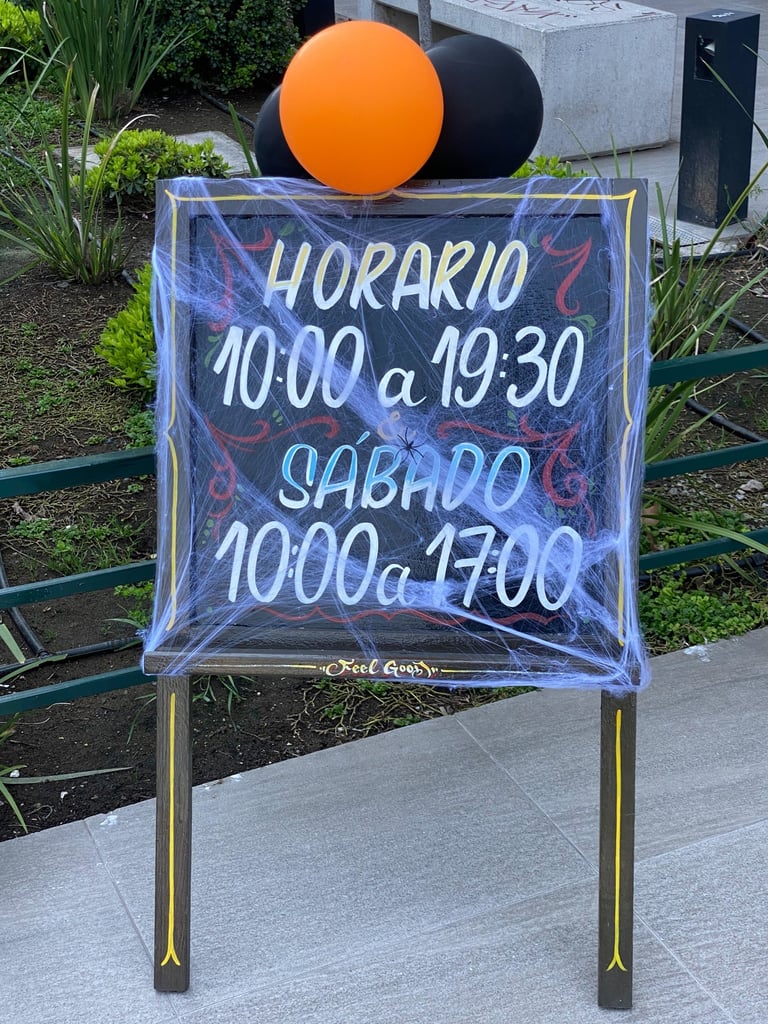 HORARIO
10:00 a 19:30
SÁBADO
10:00 a 17:00
"Feel Good"